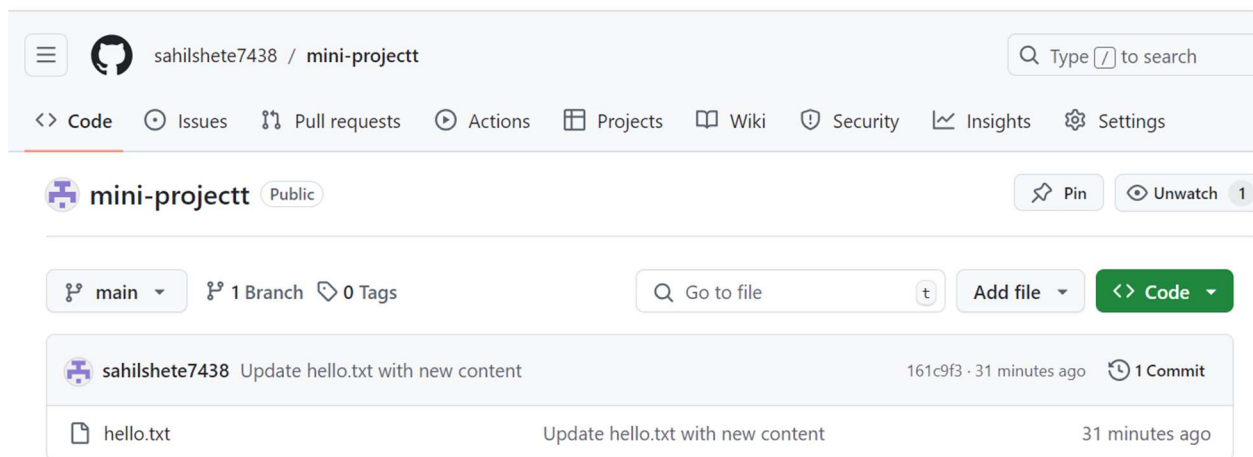 sahilshete7438 / mini-projectt Type / to search
Code Issues Pull requests Actions Projects Wiki Security Insights Settings
mini-projectt Public Pin Unwatch 1
main 1 Branch 0 Tags Go to file t Add file Code
sahilshete7438 Update hello.txt with new content 161c9f3 · 31 minutes ago 1 Commit
hello.txt Update hello.txt with new content 31 minutes ago